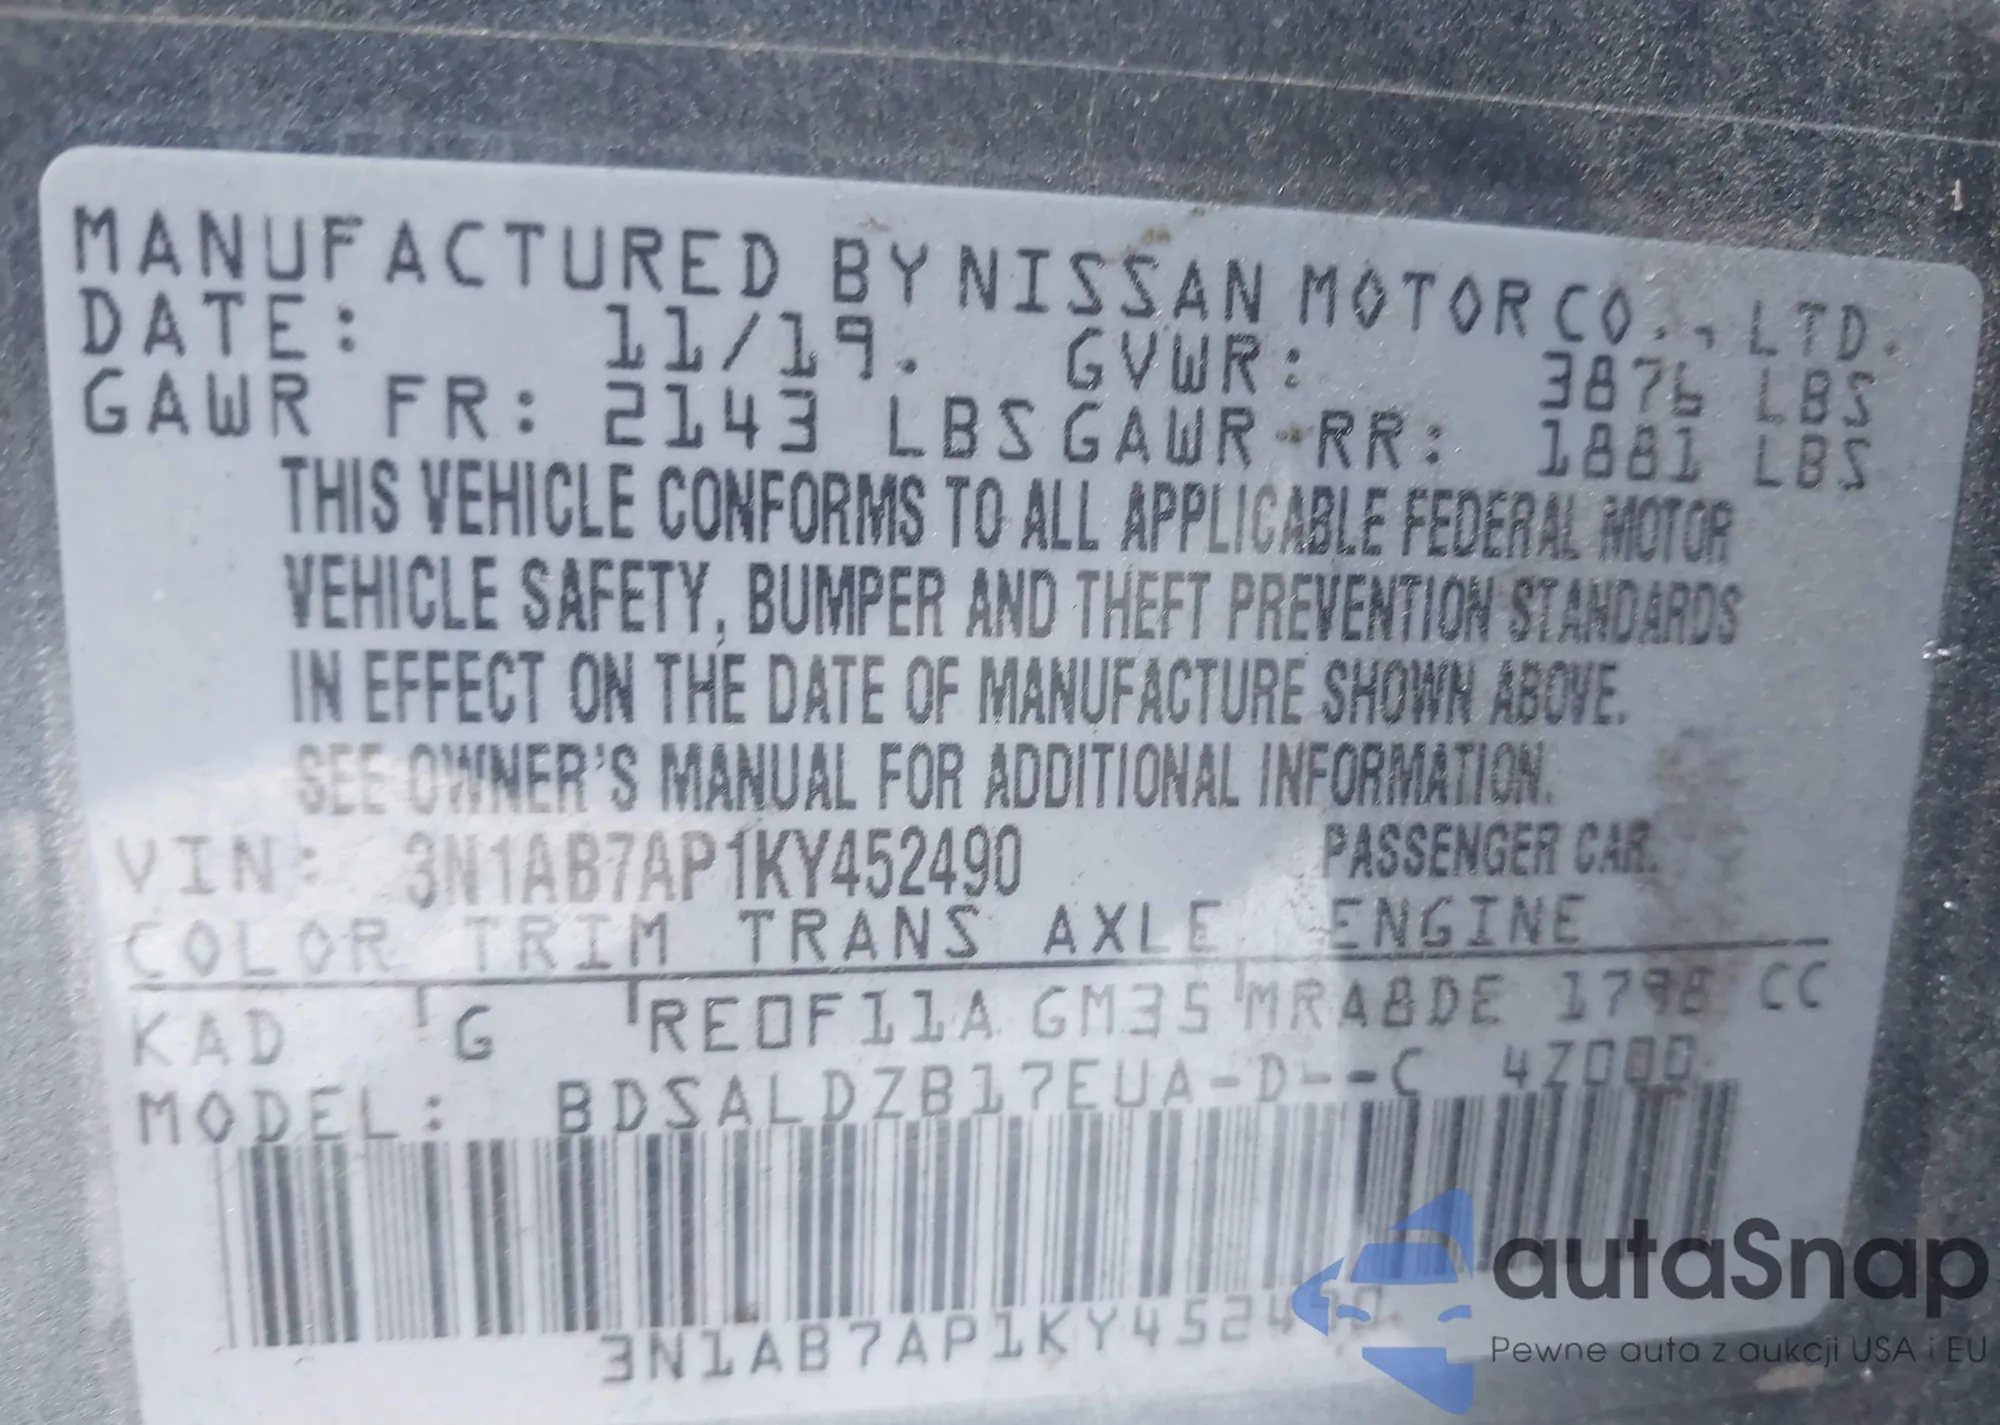 MANUFACTURED BY NISSAN MOTOR CO., LTD.
DATE: 11/19. GVWR: 3876 LBS
GAWR FR: 2143 LBS GAWR RR: 1881 LBS
THIS VEHICLE CONFORMS TO ALL APPLICABLE FEDERAL MOTOR
VEHICLE SAFETY, BUMPER AND THEFT PREVENTION STANDARDS
IN EFFECT ON THE DATE OF MANUFACTURE SHOWN ABOVE.
SEE OWNER'S MANUAL FOR ADDITIONAL INFORMATION.
VIN: 3N1AB7AP1KY452490 PASSENGER CAR.
COLOR TRIM TRANS AXLE ENGINE
KAD G RE0F11A GM35 MRA8DE 1798 CC
MODEL: BDSALDZB17EUA-D--C 4Z000
3N1AB7AP1KY452490
autaSnap
Pewne auta z aukcji USA i EU